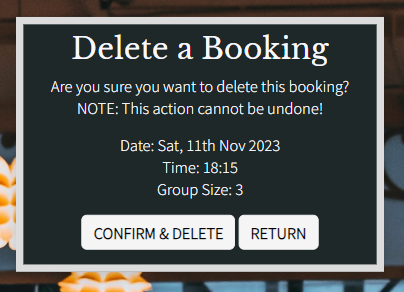 Delete a Booking
Are you sure you want to delete this booking?
NOTE: This action cannot be undone!
Date: Sat, 11th Nov 2023
Time: 18:15
Group Size: 3
CONFIRM & DELETE RETURN